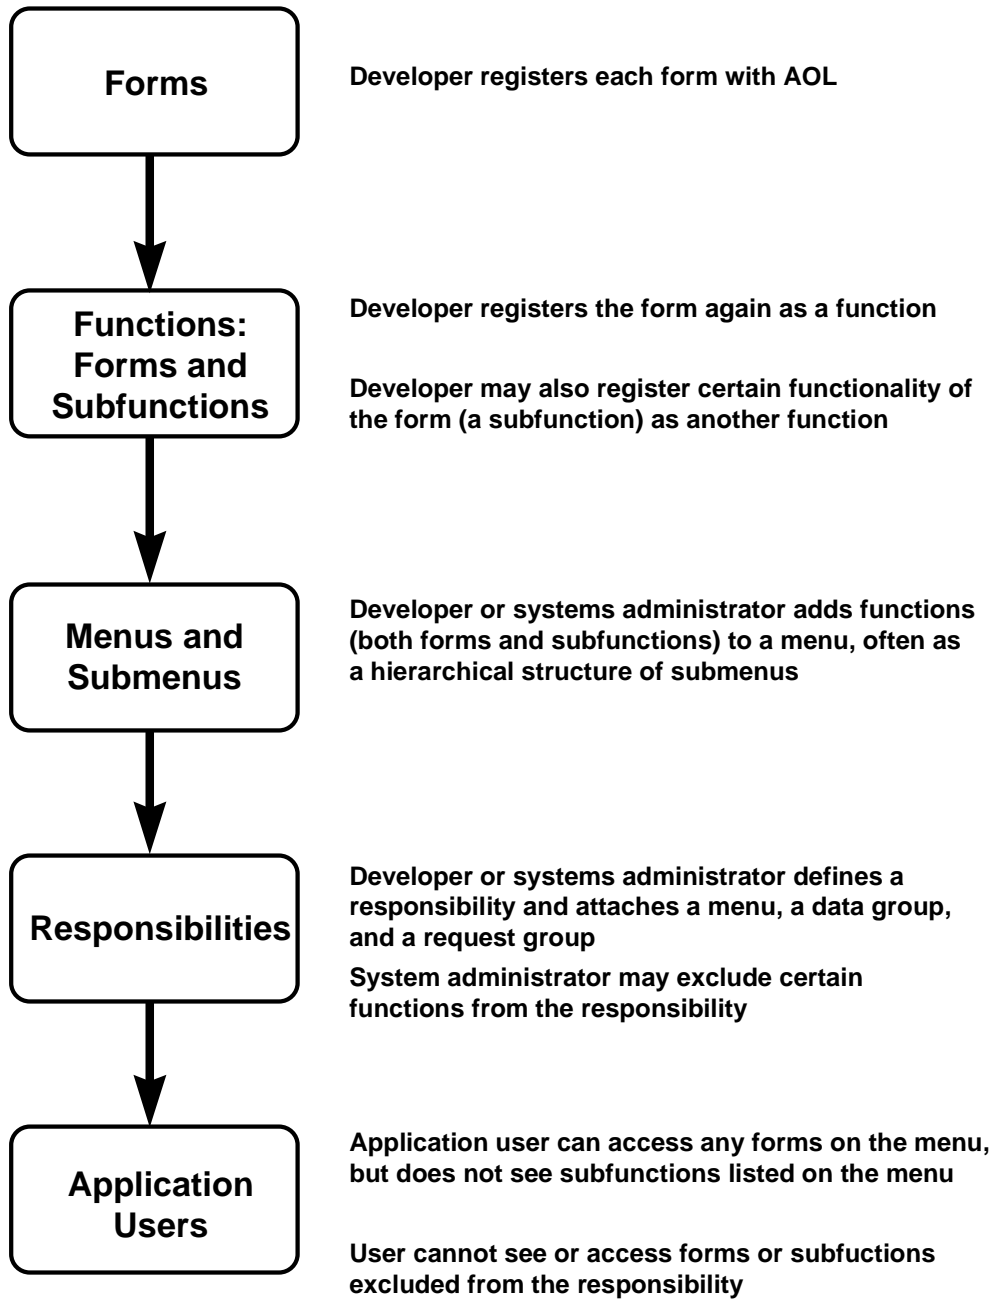 Forms
Developer registers each form with AOL
Functions:
Forms and
Subfunctions
Developer registers the form again as a function
Developer may also register certain functionality of
the form (a subfunction) as another function
Menus and
Submenus
Developer or systems administrator adds functions
(both forms and subfunctions) to a menu, often as
a hierarchical structure of submenus
Responsibilities
Developer or systems administrator defines a
responsibility and attaches a menu, a data group,
and a request group
System administrator may exclude certain
functions from the responsibility
Application
Users
Application user can access any forms on the menu,
but does not see subfunctions listed on the menu
User cannot see or access forms or subfuctions
excluded from the responsibility